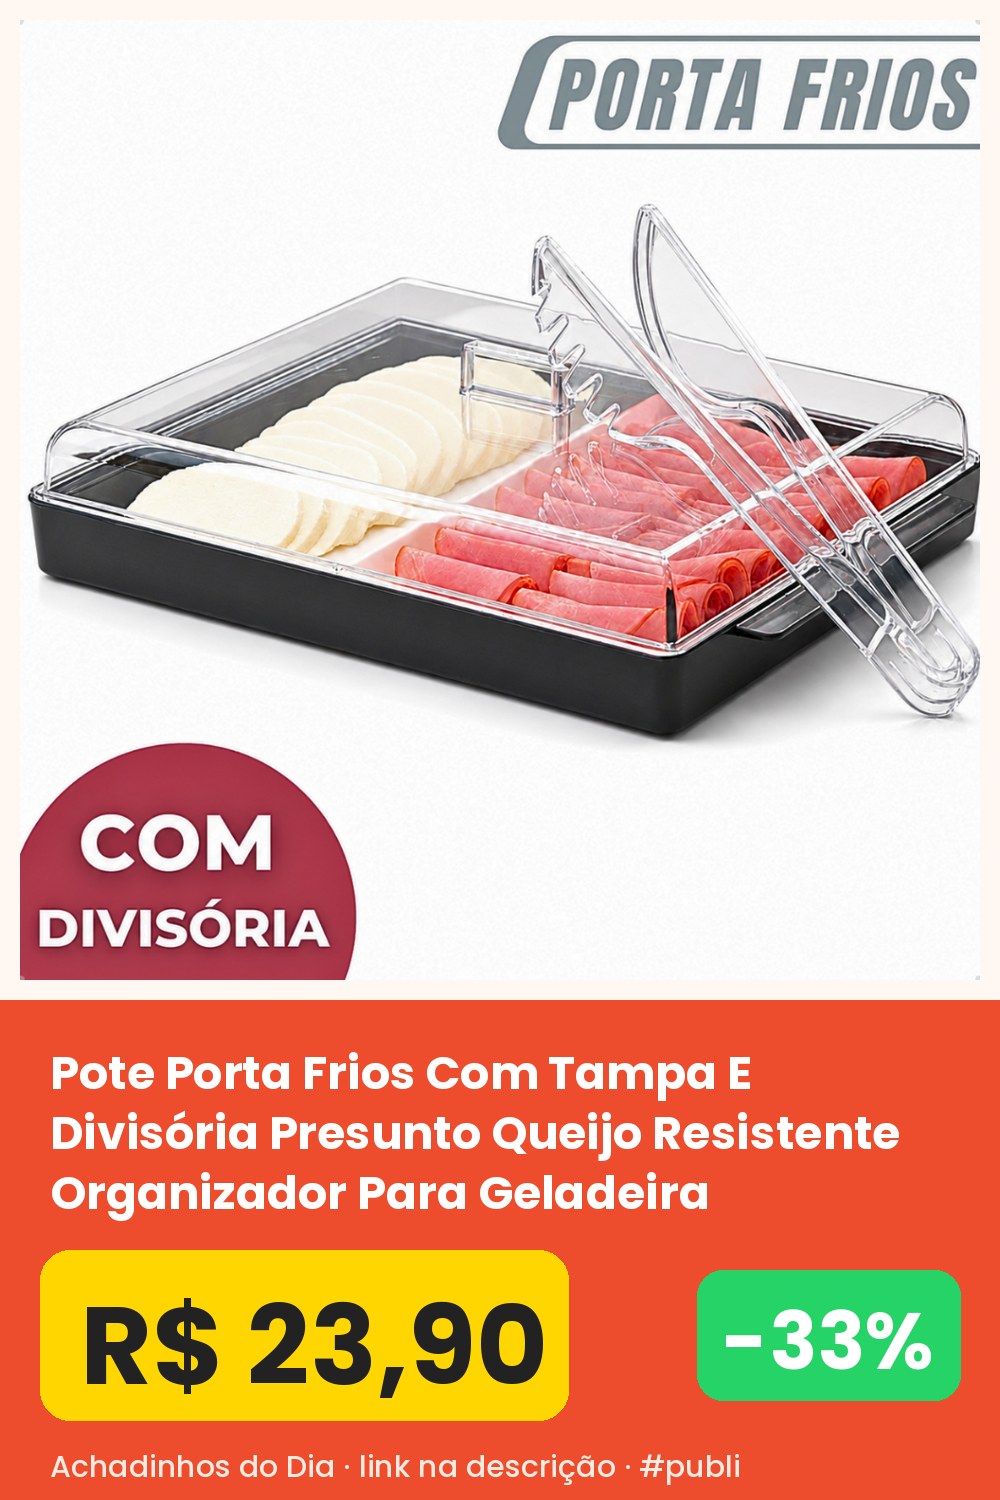 PORTA FRIOS
COM
DIVISÓRIA
Pote Porta Frios Com Tampa E
Divisória Presunto Queijo Resistente
Organizador Para Geladeira
R$ 23,90
-33%
Achadinhos do Dia · link na descrição · #publi